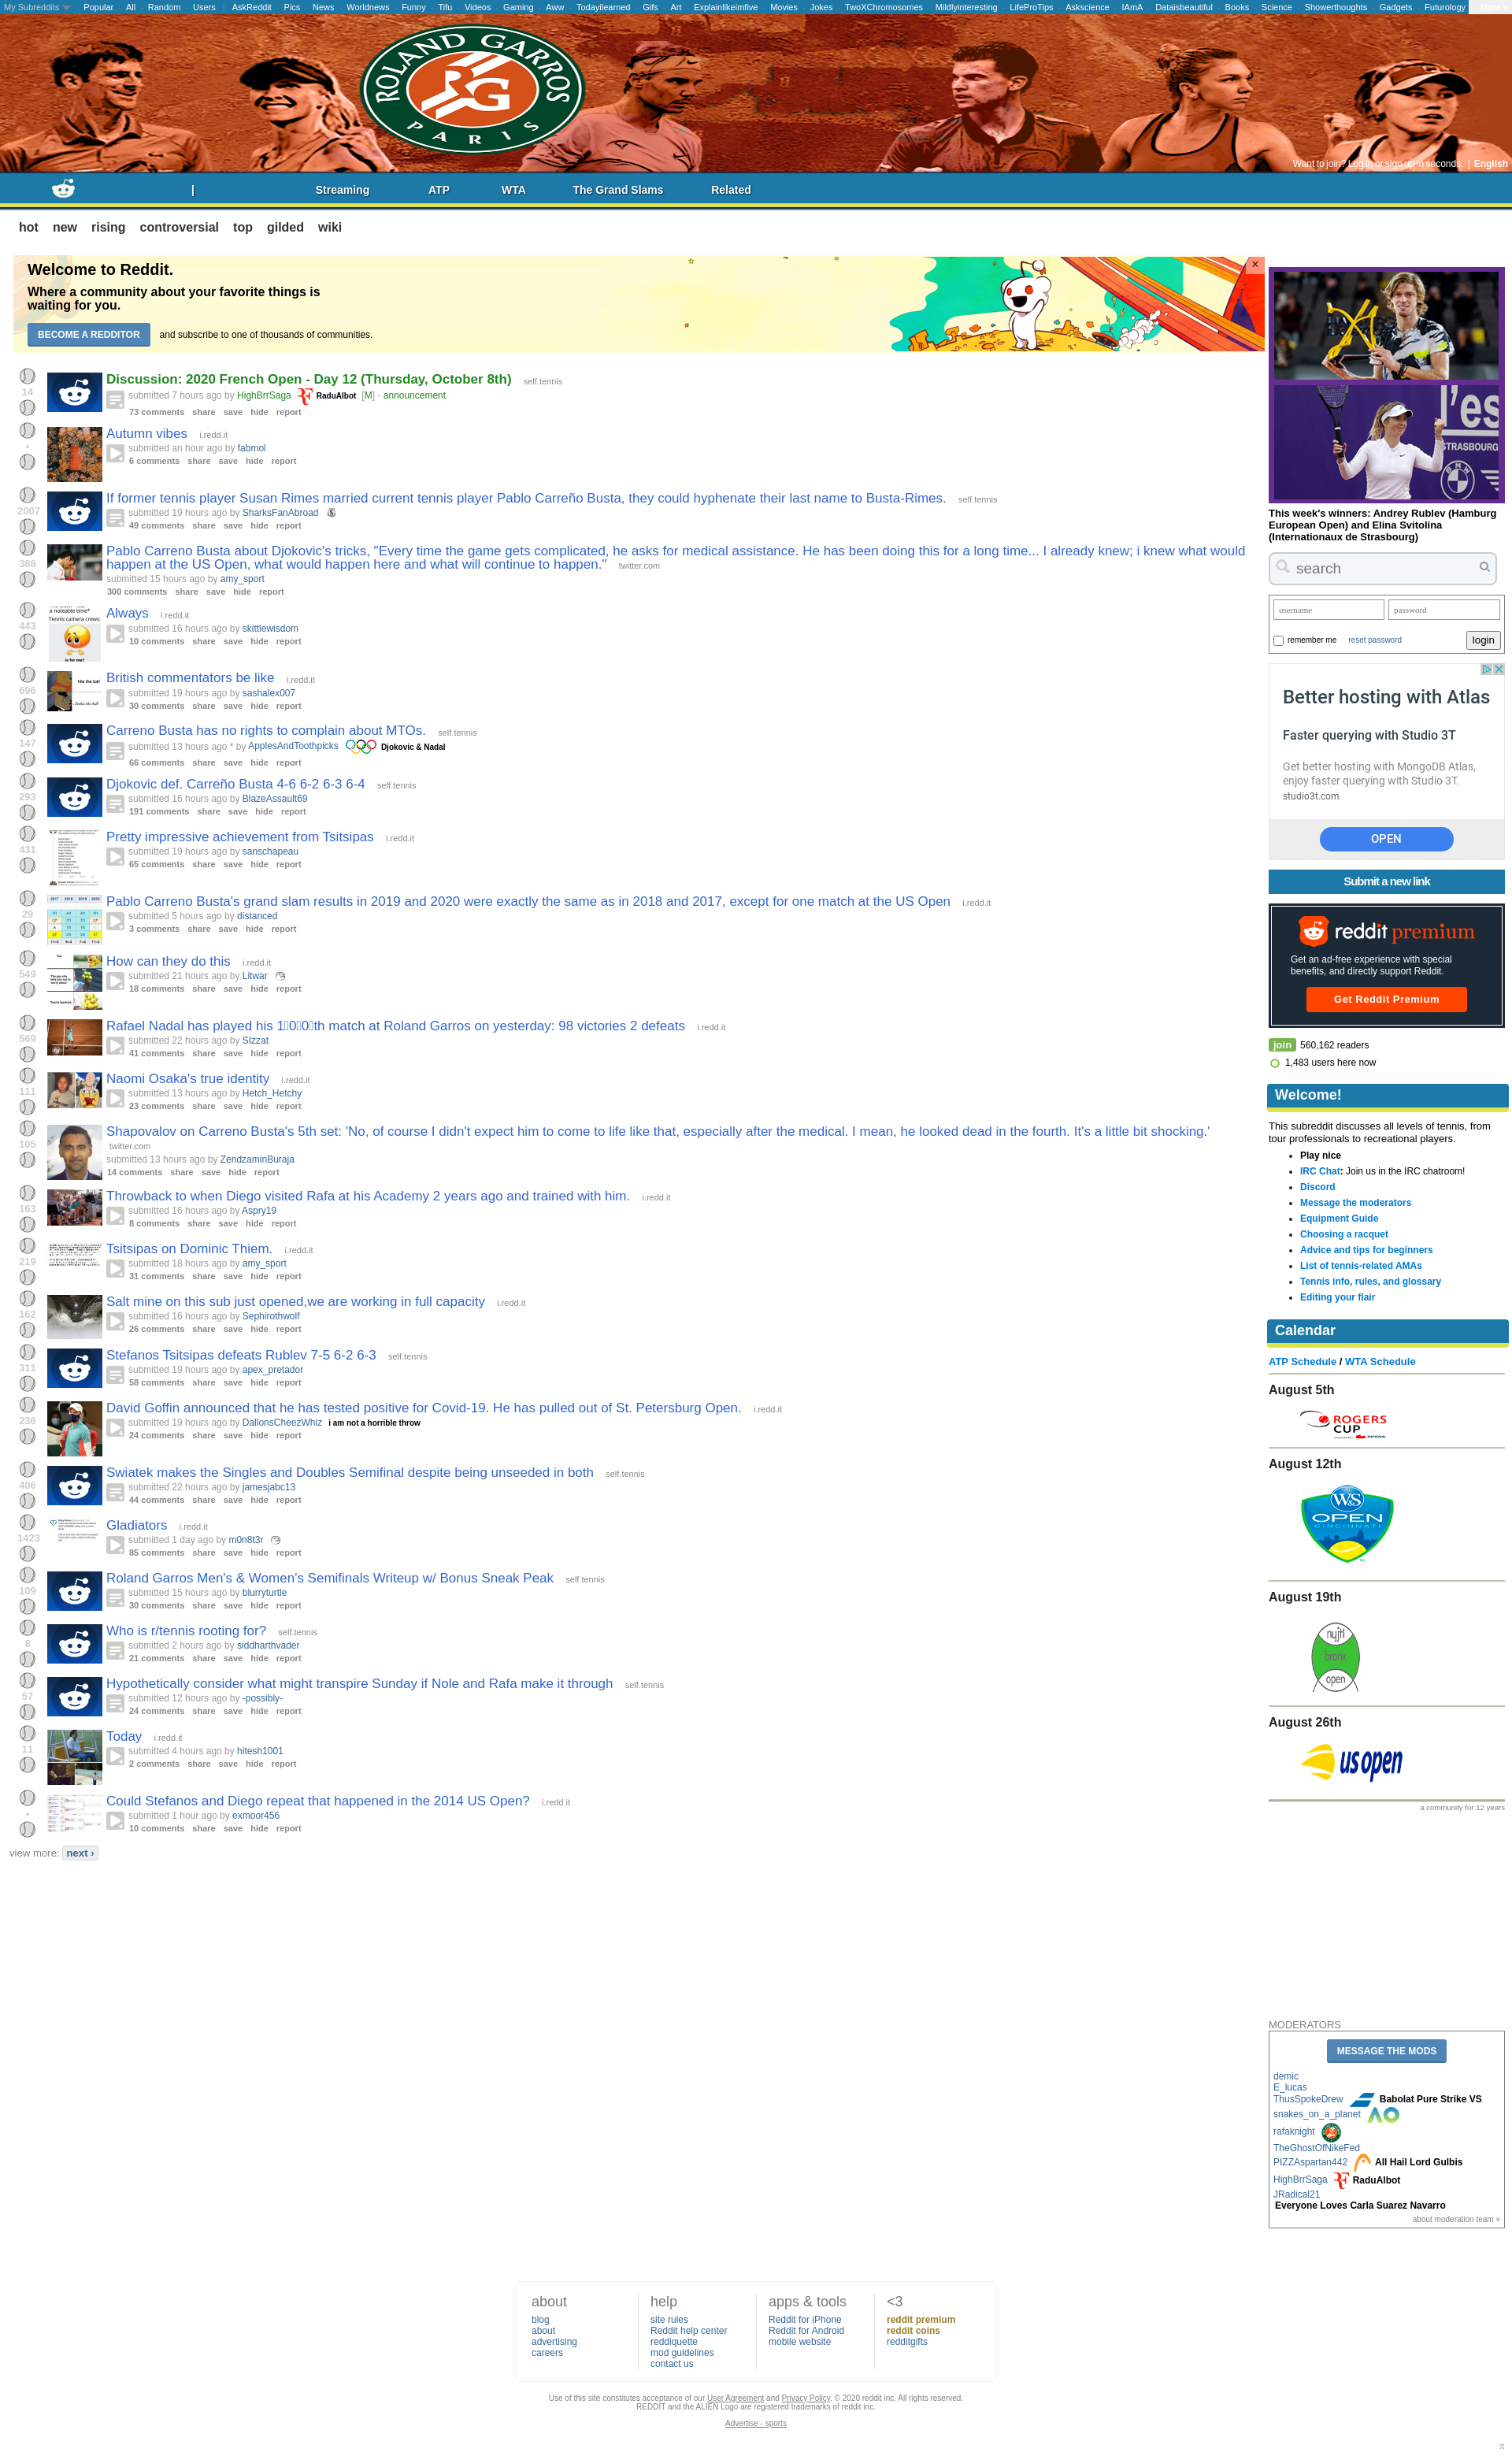 My Subreddits Popular All Random Users | AskReddit Pics News Worldnews Funny Tifu Videos Gaming Aww Todayilearned Gifs Art Explainlikeimfive Movies Jokes TwoXChromosomes Mildlyinteresting LifeProTips Askscience IAmA Dataisbeautiful Books Science Showerthoughts Gadgets Futurology
ROLAND GARROS
RG
PARIS
Want to join? Log in or sign up in seconds. | English
| Streaming ATP WTA The Grand Slams Related
hot new rising controversial top gilded wiki
Welcome to Reddit.
Where a community about your favorite things is
waiting for you.
BECOME A REDDITOR and subscribe to one of thousands of communities.
×
14
Discussion: 2020 French Open - Day 12 (Thursday, October 8th) self.tennis
submitted 7 hours ago by HighBrrSaga RaduAlbot [M] - announcement
73 comments share save hide report
•
Autumn vibes i.redd.it
submitted an hour ago by fabmol
6 comments share save hide report
2007
If former tennis player Susan Rimes married current tennis player Pablo Carreño Busta, they could hyphenate their last name to Busta-Rimes. self.tennis
submitted 19 hours ago by SharksFanAbroad
49 comments share save hide report
388
Pablo Carreno Busta about Djokovic's tricks, "Every time the game gets complicated, he asks for medical assistance. He has been doing this for a long time... I already knew; i knew what would
happen at the US Open, what would happen here and what will continue to happen." twitter.com
submitted 15 hours ago by amy_sport
300 comments share save hide report
443
a noteable time*
Tennis camera crews:
is for me?
Always i.redd.it
submitted 16 hours ago by skittlewisdom
10 comments share save hide report
696
British commentators be like i.redd.it
submitted 19 hours ago by sashalex007
30 comments share save hide report
147
Carreno Busta has no rights to complain about MTOs. self.tennis
submitted 13 hours ago * by ApplesAndToothpicks Djokovic & Nadal
66 comments share save hide report
293
Djokovic def. Carreño Busta 4-6 6-2 6-3 6-4 self.tennis
submitted 16 hours ago by BlazeAssault69
191 comments share save hide report
431
Pretty impressive achievement from Tsitsipas i.redd.it
submitted 19 hours ago by sanschapeau
65 comments share save hide report
29
2017 2018 2019 2020
Pablo Carreno Busta's grand slam results in 2019 and 2020 were exactly the same as in 2018 and 2017, except for one match at the US Open i.redd.it
submitted 5 hours ago by distanced
3 comments share save hide report
549
How can they do this i.redd.it
submitted 21 hours ago by Litwar
18 comments share save hide report
569
Rafael Nadal has played his 1▯0▯0▯th match at Roland Garros on yesterday: 98 victories 2 defeats i.redd.it
submitted 22 hours ago by SIzzat
41 comments share save hide report
111
Naomi Osaka's true identity i.redd.it
submitted 13 hours ago by Hetch_Hetchy
23 comments share save hide report
105
Shapovalov on Carreno Busta's 5th set: 'No, of course I didn't expect him to come to life like that, especially after the medical. I mean, he looked dead in the fourth. It's a little bit shocking.'
twitter.com
submitted 13 hours ago by ZendzaminBuraja
14 comments share save hide report
163
Throwback to when Diego visited Rafa at his Academy 2 years ago and trained with him. i.redd.it
submitted 16 hours ago by Aspry19
8 comments share save hide report
219
Tsitsipas on Dominic Thiem. i.redd.it
submitted 18 hours ago by amy_sport
31 comments share save hide report
162
Salt mine on this sub just opened,we are working in full capacity i.redd.it
submitted 16 hours ago by Sephirothwolf
26 comments share save hide report
311
Stefanos Tsitsipas defeats Rublev 7-5 6-2 6-3 self.tennis
submitted 19 hours ago by apex_pretador
58 comments share save hide report
236
David Goffin announced that he has tested positive for Covid-19. He has pulled out of St. Petersburg Open. i.redd.it
submitted 19 hours ago by DallonsCheezWhiz i am not a horrible throw
24 comments share save hide report
406
Swiatek makes the Singles and Doubles Semifinal despite being unseeded in both self.tennis
submitted 22 hours ago by jamesjabc13
44 comments share save hide report
1423
Gladiators i.redd.it
submitted 1 day ago by m0n8t3r
85 comments share save hide report
109
Roland Garros Men's & Women's Semifinals Writeup w/ Bonus Sneak Peak self.tennis
submitted 15 hours ago by blurryturtle
30 comments share save hide report
8
Who is r/tennis rooting for? self.tennis
submitted 2 hours ago by siddharthvader
21 comments share save hide report
57
Hypothetically consider what might transpire Sunday if Nole and Rafa make it through self.tennis
submitted 12 hours ago by -possibly-
24 comments share save hide report
11
Today i.redd.it
submitted 4 hours ago by hitesh1001
2 comments share save hide report
•
Could Stefanos and Diego repeat that happened in the 2014 US Open? i.redd.it
submitted 1 hour ago by exmoor456
10 comments share save hide report
view more: next ›
l'es
STRASBOURG
BMW
This week's winners: Andrey Rublev (Hamburg
European Open) and Elina Svitolina
(Internationaux de Strasbourg)
search
username password
remember me reset password login
Better hosting with Atlas
Faster querying with Studio 3T
Get better hosting with MongoDB Atlas,
enjoy faster querying with Studio 3T.
studio3t.com
OPEN
Submit a new link
reddit premium
Get an ad-free experience with special
benefits, and directly support Reddit.
Get Reddit Premium
join 560,162 readers
1,483 users here now
Welcome!
This subreddit discusses all levels of tennis, from
tour professionals to recreational players.
• Play nice
• IRC Chat: Join us in the IRC chatroom!
• Discord
• Message the moderators
• Equipment Guide
• Choosing a racquet
• Advice and tips for beginners
• List of tennis-related AMAs
• Tennis info, rules, and glossary
• Editing your flair
Calendar
ATP Schedule / WTA Schedule
August 5th
ROGERS
CUP
NATIONAL
August 12th
W&S
OPEN
CINCINNATI
August 19th
nyjtl
bronx
open
August 26th
us open
a community for 12 years
MODERATORS
MESSAGE THE MODS
demic
E_lucas
ThusSpokeDrew Babolat Pure Strike VS
snakes_on_a_planet AO
rafaknight
TheGhostOfNikeFed
PIZZAspartan442 All Hail Lord Gulbis
HighBrrSaga RaduAlbot
JRadical21
Everyone Loves Carla Suarez Navarro
about moderation team »
about
blog
about
advertising
careers
help
site rules
Reddit help center
reddiquette
mod guidelines
contact us
apps & tools
Reddit for iPhone
Reddit for Android
mobile website
<3
reddit premium
reddit coins
redditgifts
Use of this site constitutes acceptance of our User Agreement and Privacy Policy. © 2020 reddit inc. All rights reserved.
REDDIT and the ALIEN Logo are registered trademarks of reddit inc.
Advertise - sports
π